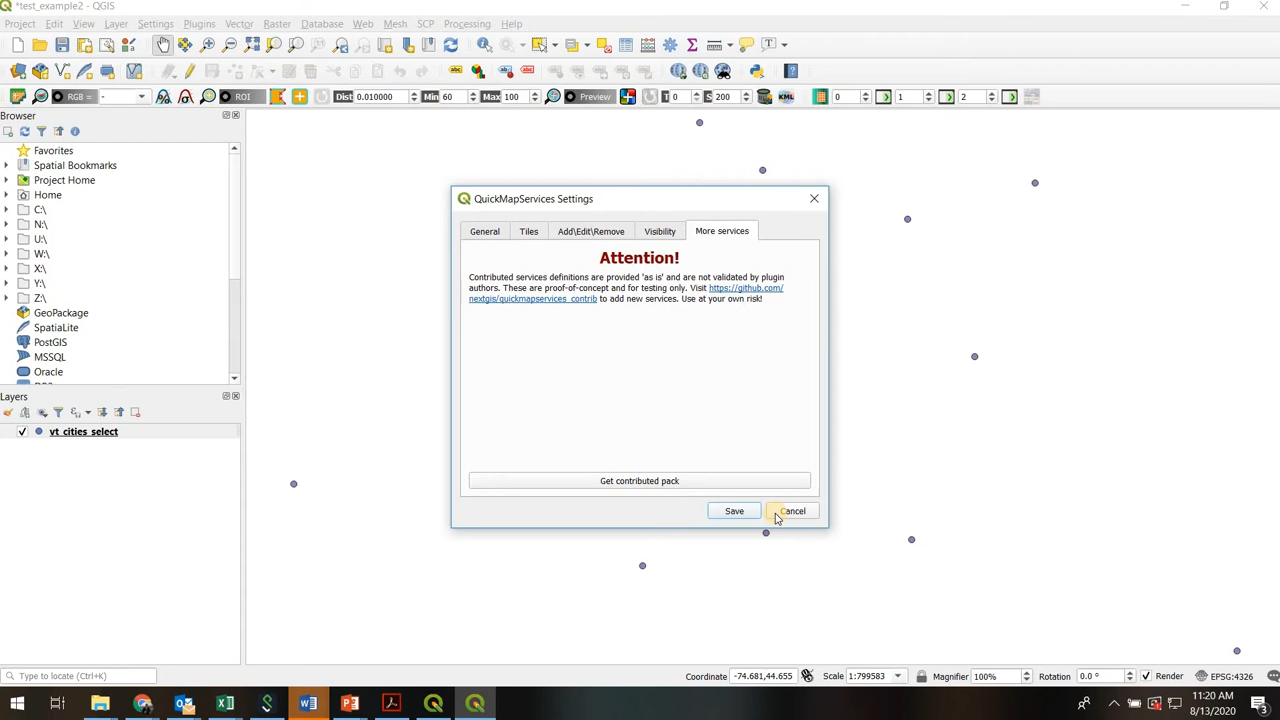 *test_example2 - QGIS
Project Edit View Layer Settings Plugins Vector Raster Database Web Mesh SCP Processing Help
RGB = - ROI Dist 0.010000 Min 60 Max 100 Preview T 0 S 200 KML 0 1 2
Browser
Favorites
Spatial Bookmarks
Project Home
Home
C:\
N:\
U:\
W:\
X:\
Y:\
Z:\
GeoPackage
SpatiaLite
PostGIS
MSSQL
Oracle
Layers
vt_cities_select
QuickMapServices Settings
General Tiles Add\Edit\Remove Visibility More services
Attention!
Contributed services definitions are provided 'as is' and are not validated by plugin
authors. These are proof-of-concept and for testing only. Visit https://github.com/
nextgis/quickmapservices_contrib to add new services. Use at your own risk!
Get contributed pack
Save Cancel
Type to locate (Ctrl+K) Coordinate -74.681,44.655 Scale 1:799583 Magnifier 100% Rotation 0.0 ° Render EPSG:4326
11:20 AM
8/13/2020